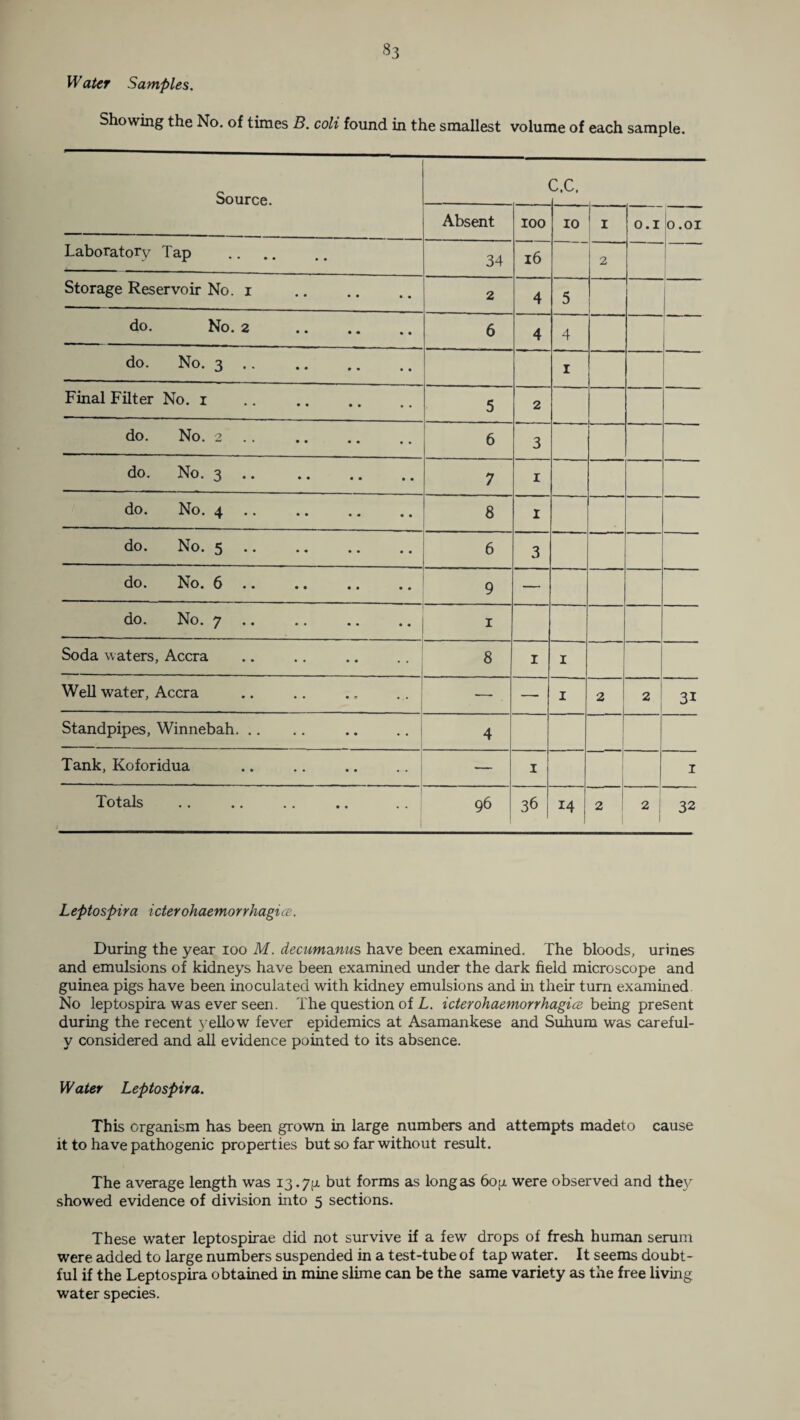 83
Water Samples.
Showing the No. of times B. coli found in the smallest volume of each sample.
Source. C.C.
Absent 100 10 1 0.1 0.01
Laboratory Tap .. .. .. 34 16 2
Storage Reservoir No. 1 .. .. .. 2 4 5
do. No. 2 .. .. .. 6 4 4
do. No. 3 .. .. .. .. 1
Final Filter No. 1 .. .. .. .. 5 2
do. No. 2 .. .. .. .. 6 3
do. No. 3 .. .. .. .. 7 1
do. No. 4 .. .. .. .. 8 1
do. No. 5 .. .. .. .. 6 3
do. No. 6 .. .. .. .. 9 —
do. No. 7 .. .. .. .. 1
Soda waters, Accra .. .. .. .. 8 1 1
Well water, Accra .. .. .. .. — — 1 2 2 31
Standpipes, Winnebah. .. .. .. .. 4
Tank, Koforidua .. .. .. .. — 1 1
Totals .. .. .. .. .. 96 36 14 2 2 32
Leptospira icterohaemorrhagiæ.
During the year 100 M. decumanus have been examined. The bloods, urines
and emulsions of kidneys have been examined under the dark field microscope and
guinea pigs have been inoculated with kidney emulsions and in their turn examined.
No leptospira was ever seen. The question of L. icterohaemorrhagiæ being present
during the recent yellow fever epidemics at Asamankese and Suhum was careful-
y considered and all evidence pointed to its absence.
Water Leptospira.
This organism has been grown in large numbers and attempts madeto cause
it to have pathogenic properties but so far without result.
The average length was 13.7µ but forms as longas 60µ were observed and they
showed evidence of division into 5 sections.
These water leptospirae did not survive if a few drops of fresh human serum
were added to large numbers suspended in a test-tube of tap water. It seems doubt-
ful if the Leptospira obtained in mine slime can be the same variety as the free living
water species.